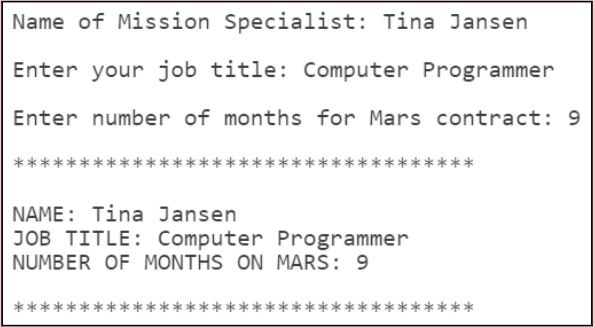 Name of Mission Specialist: Tina Jansen
Enter your job title: Computer Programmer
Enter number of months for Mars contract: 9
***********************************
NAME: Tina Jansen
JOB TITLE: Computer Programmer
NUMBER OF MONTHS ON MARS: 9
***********************************